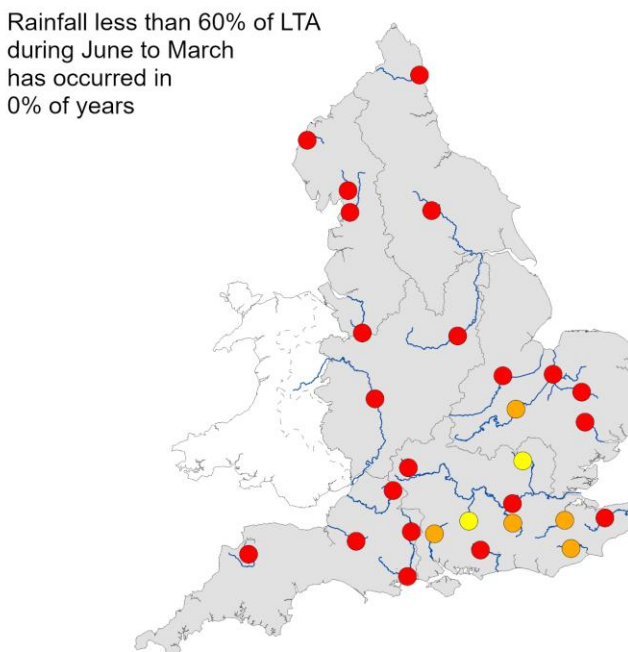 Rainfall less than 60% of LTA
during June to March
has occurred in
0% of years